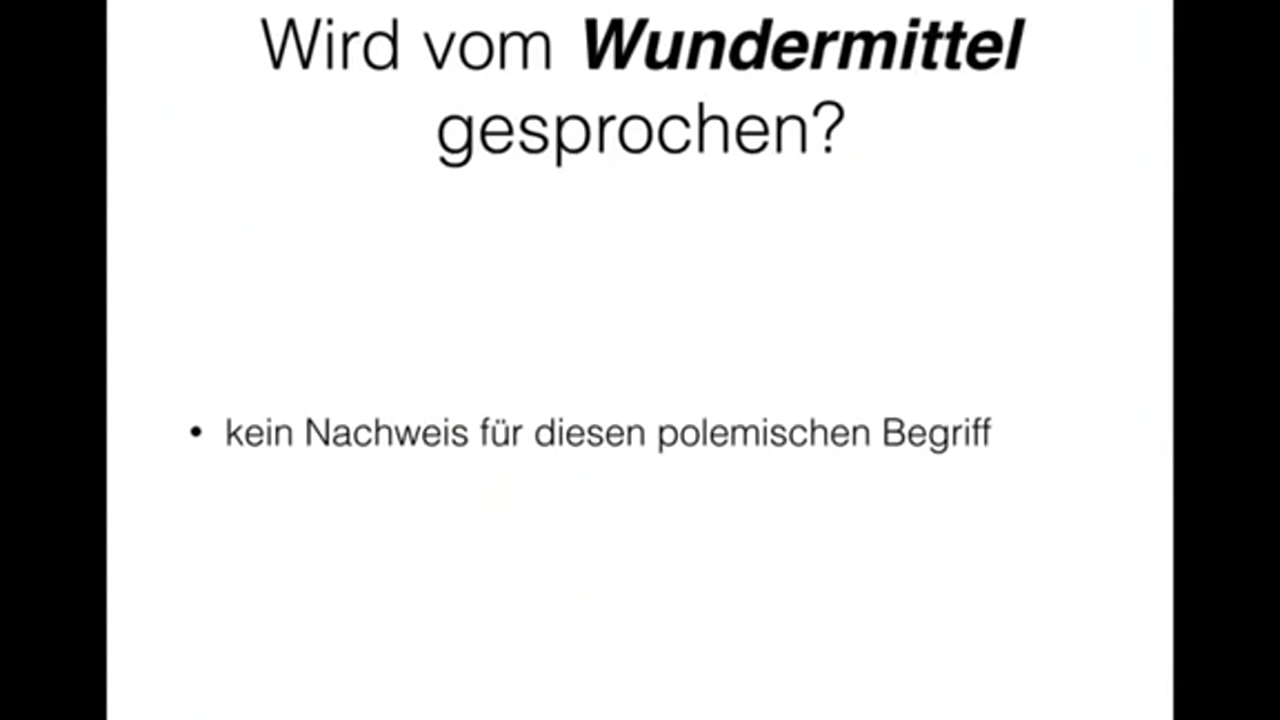 Wird vom Wundermittel
gesprochen?
• kein Nachweis für diesen polemischen Begriff